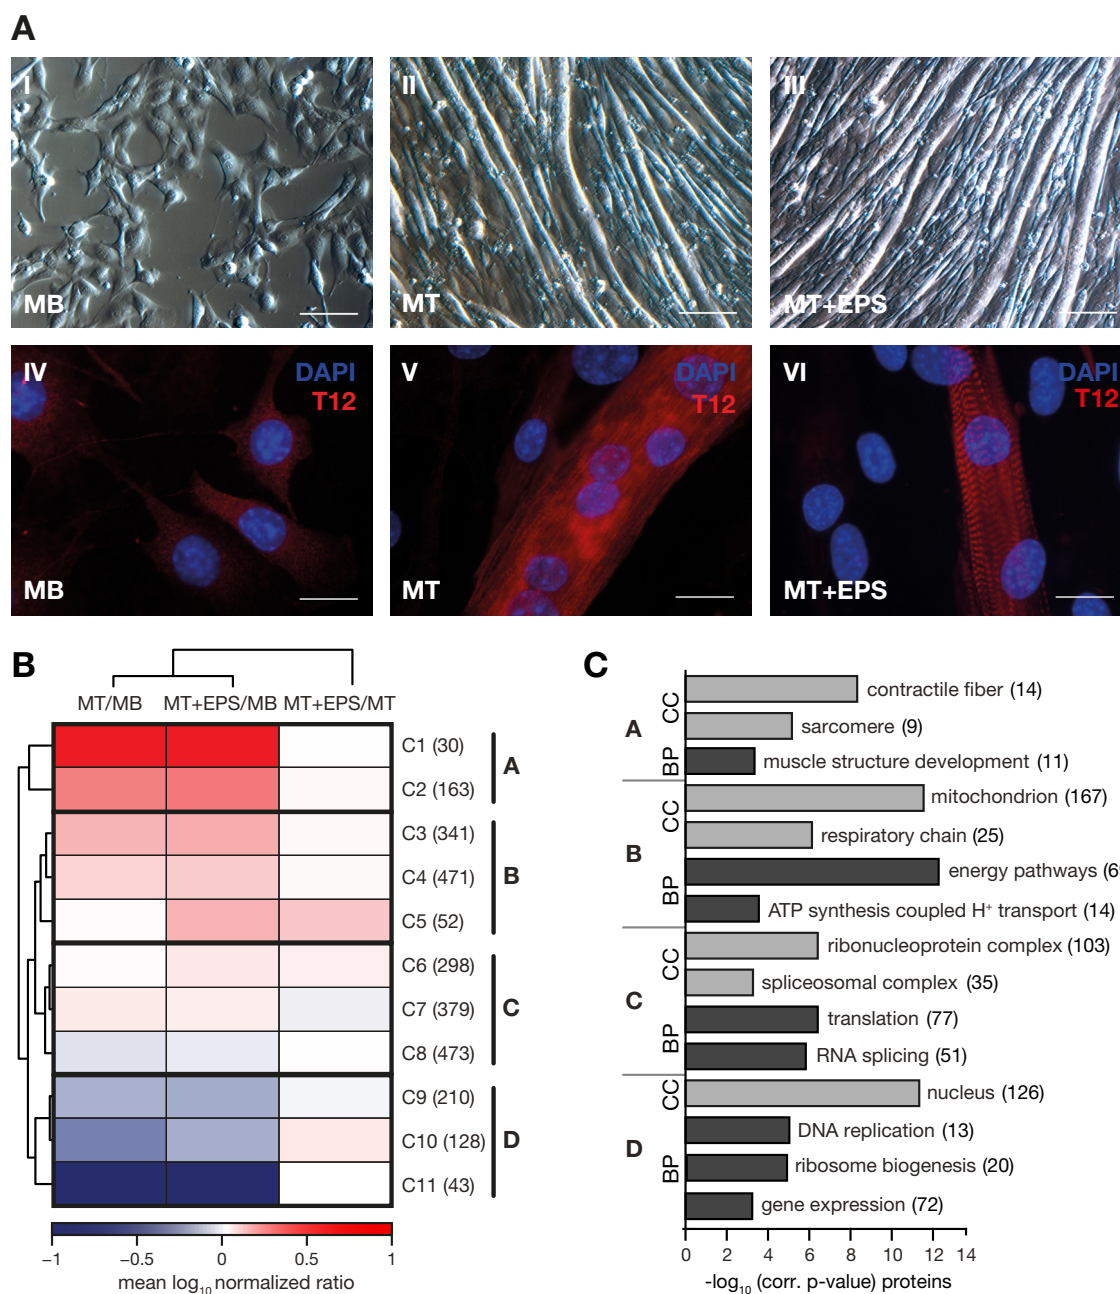 A
I
II
III
MB
MT
MT+EPS
IV
DAPI
T12
V
DAPI
T12
VI
DAPI
T12
MB
MT
MT+EPS
B
MT/MB
MT+EPS/MB
MT+EPS/MT
C1 (30)
C2 (163)
C3 (341)
C4 (471)
C5 (52)
C6 (298)
C7 (379)
C8 (473)
C9 (210)
C10 (128)
C11 (43)
A
B
C
D
−1
−0.5
0
0.5
1
mean log₁₀ normalized ratio
C
A
CC
BP
contractile fiber (14)
sarcomere (9)
muscle structure development (11)
B
CC
BP
mitochondrion (167)
respiratory chain (25)
energy pathways
ATP synthesis coupled H⁺ transport (14)
C
CC
BP
ribonucleoprotein complex (103)
spliceosomal complex (35)
translation (77)
RNA splicing (51)
D
CC
BP
nucleus (126)
DNA replication (13)
ribosome biogenesis (20)
gene expression (72)
0 2 4 6 8 10 12 14
-log₁₀ (corr. p-value) proteins